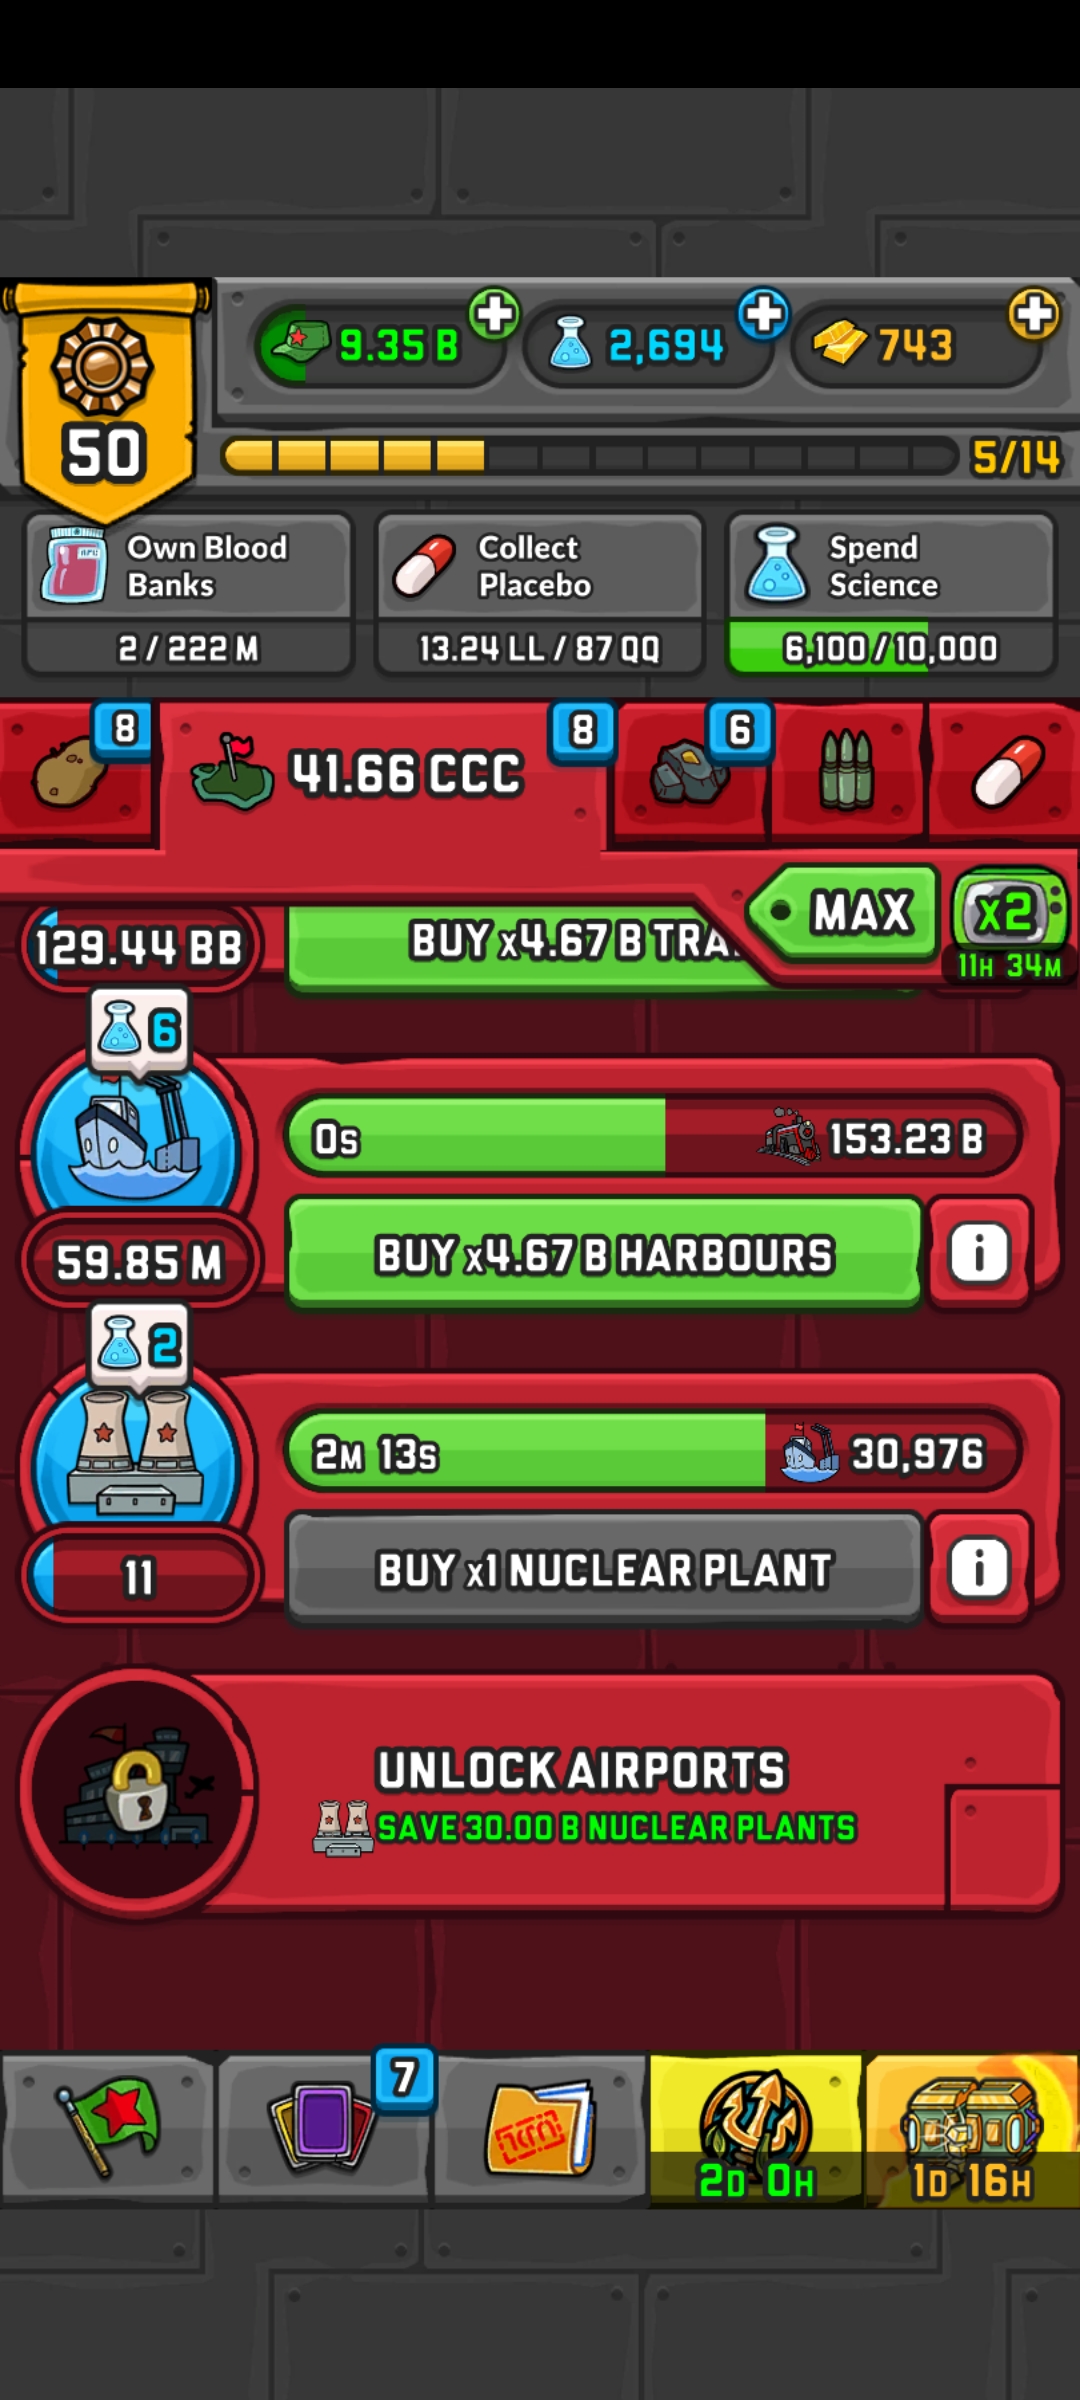 9.35 B
2,694
743
50
5/14
Own Blood
Banks
2 / 222 M
Collect
Placebo
13.24 LL / 87 QQ
Spend
Science
6,100 / 10,000
8
41.66 CCC
8
6
MAX
x2
11H 34M
129.44 BB
BUY x4.67 B
6
0s
153.23 B
59.85 M
BUY x4.67 B HARBOURS
i
2
2M 13s
30,976
11
BUY x1 NUCLEAR PLANT
i
UNLOCK AIRPORTS
SAVE 30.00 B NUCLEAR PLANTS
7
2D 0H
1D 16H